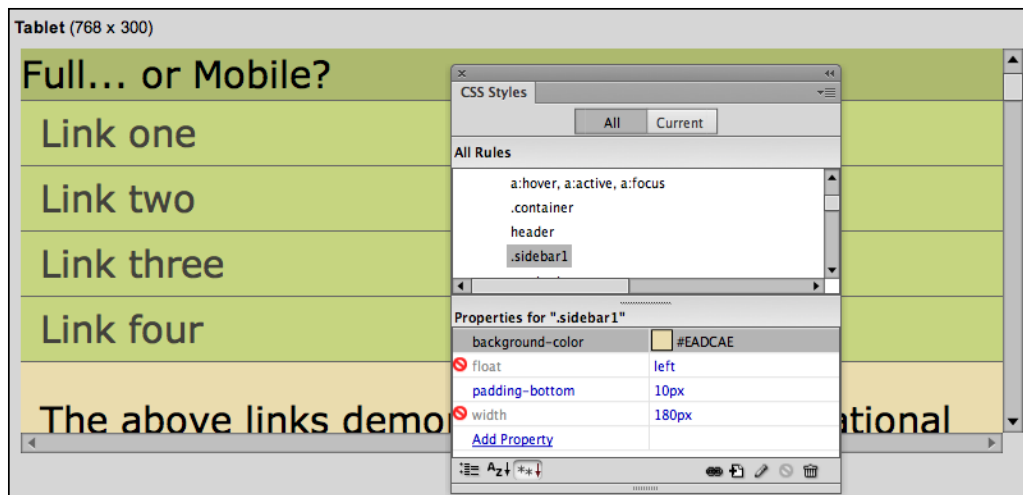 Tablet (768 x 300)
Full... or Mobile?
Link one
Link two
Link three
Link four
The above links demo
ational
CSS Styles
All Current
All Rules
a:hover, a:active, a:focus
.container
header
.sidebar1
Properties for ".sidebar1"
background-color #EADCAE
float left
padding-bottom 10px
width 180px
Add Property